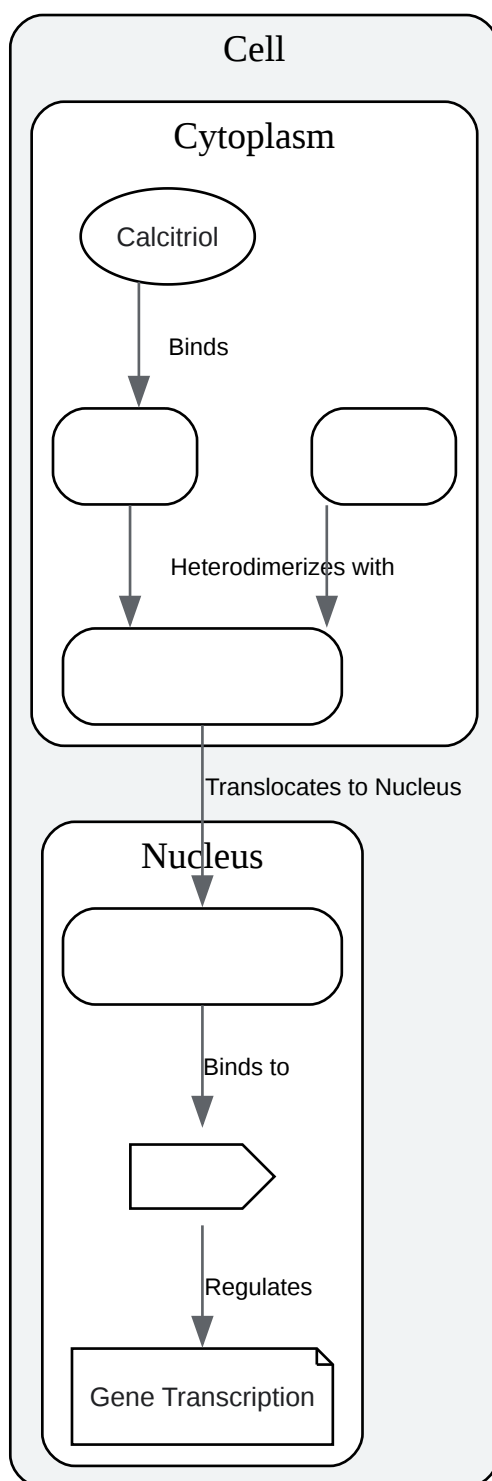 Cell
Cytoplasm
Calcitriol
Binds
Heterodimerizes with
Translocates to Nucleus
Nucleus
Binds to
Regulates
Gene Transcription